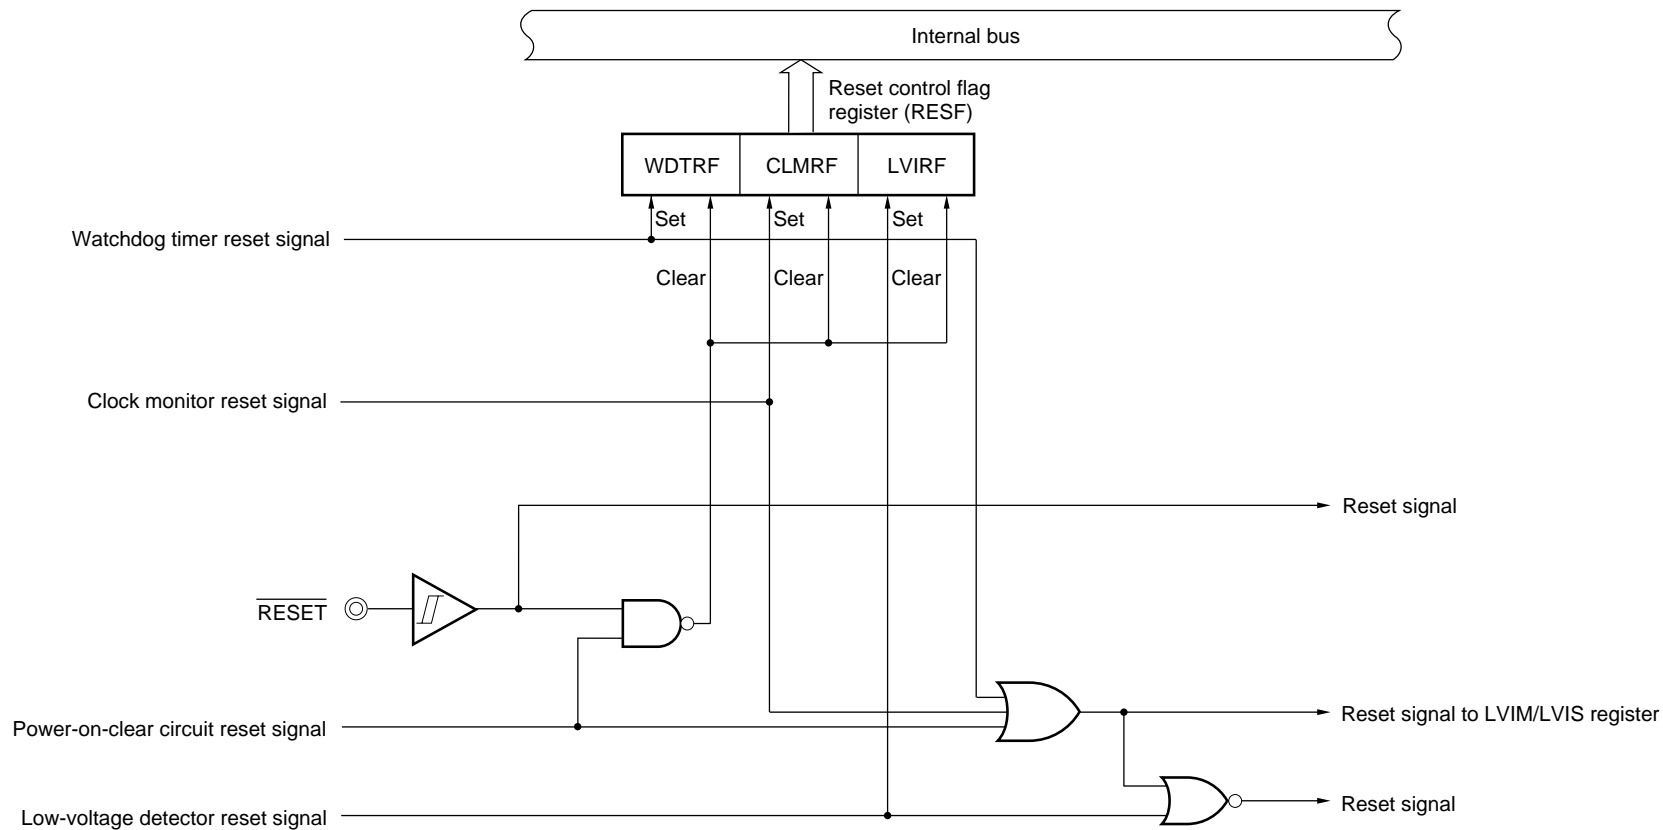 Internal bus
Reset control flag
register (RESF)
WDTRF CLMRF LVIRF
Set Set Set
Watchdog timer reset signal
Clear Clear Clear
Clock monitor reset signal
Reset signal
RESET
Reset signal to LVIM/LVIS register
Power-on-clear circuit reset signal
Reset signal
Low-voltage detector reset signal